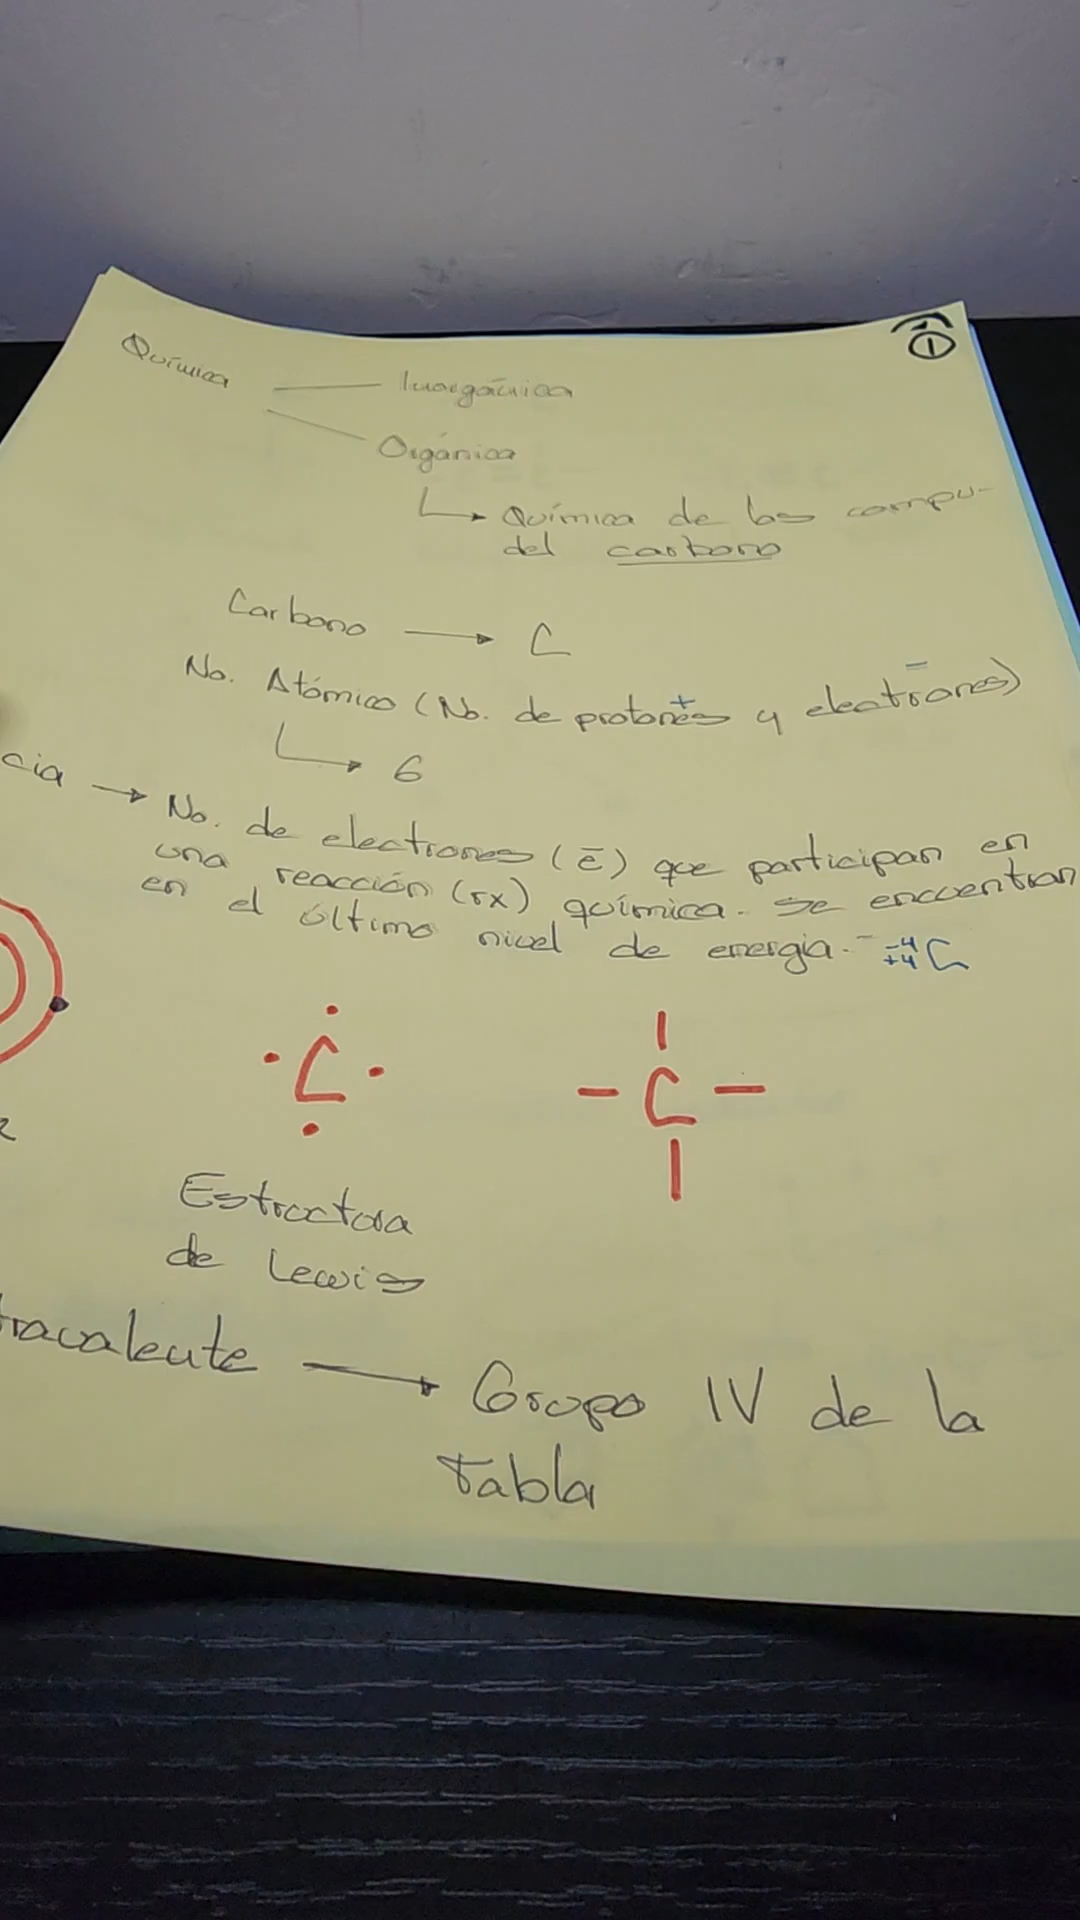 ①
Química
Inorgánica
Orgánica
Química de los compu-
del carbono
Carbono → C
No. Atómico (No. de protones y electrones)
+ -
↳ 6
cia → No. de electrones (ē) que participan en
una reacción (rx) química. Se encuentran
en el último nivel de energía.
-4
+4 C
C
C
Estructura
de Lewis
travalente → Grupo IV de la
tabla